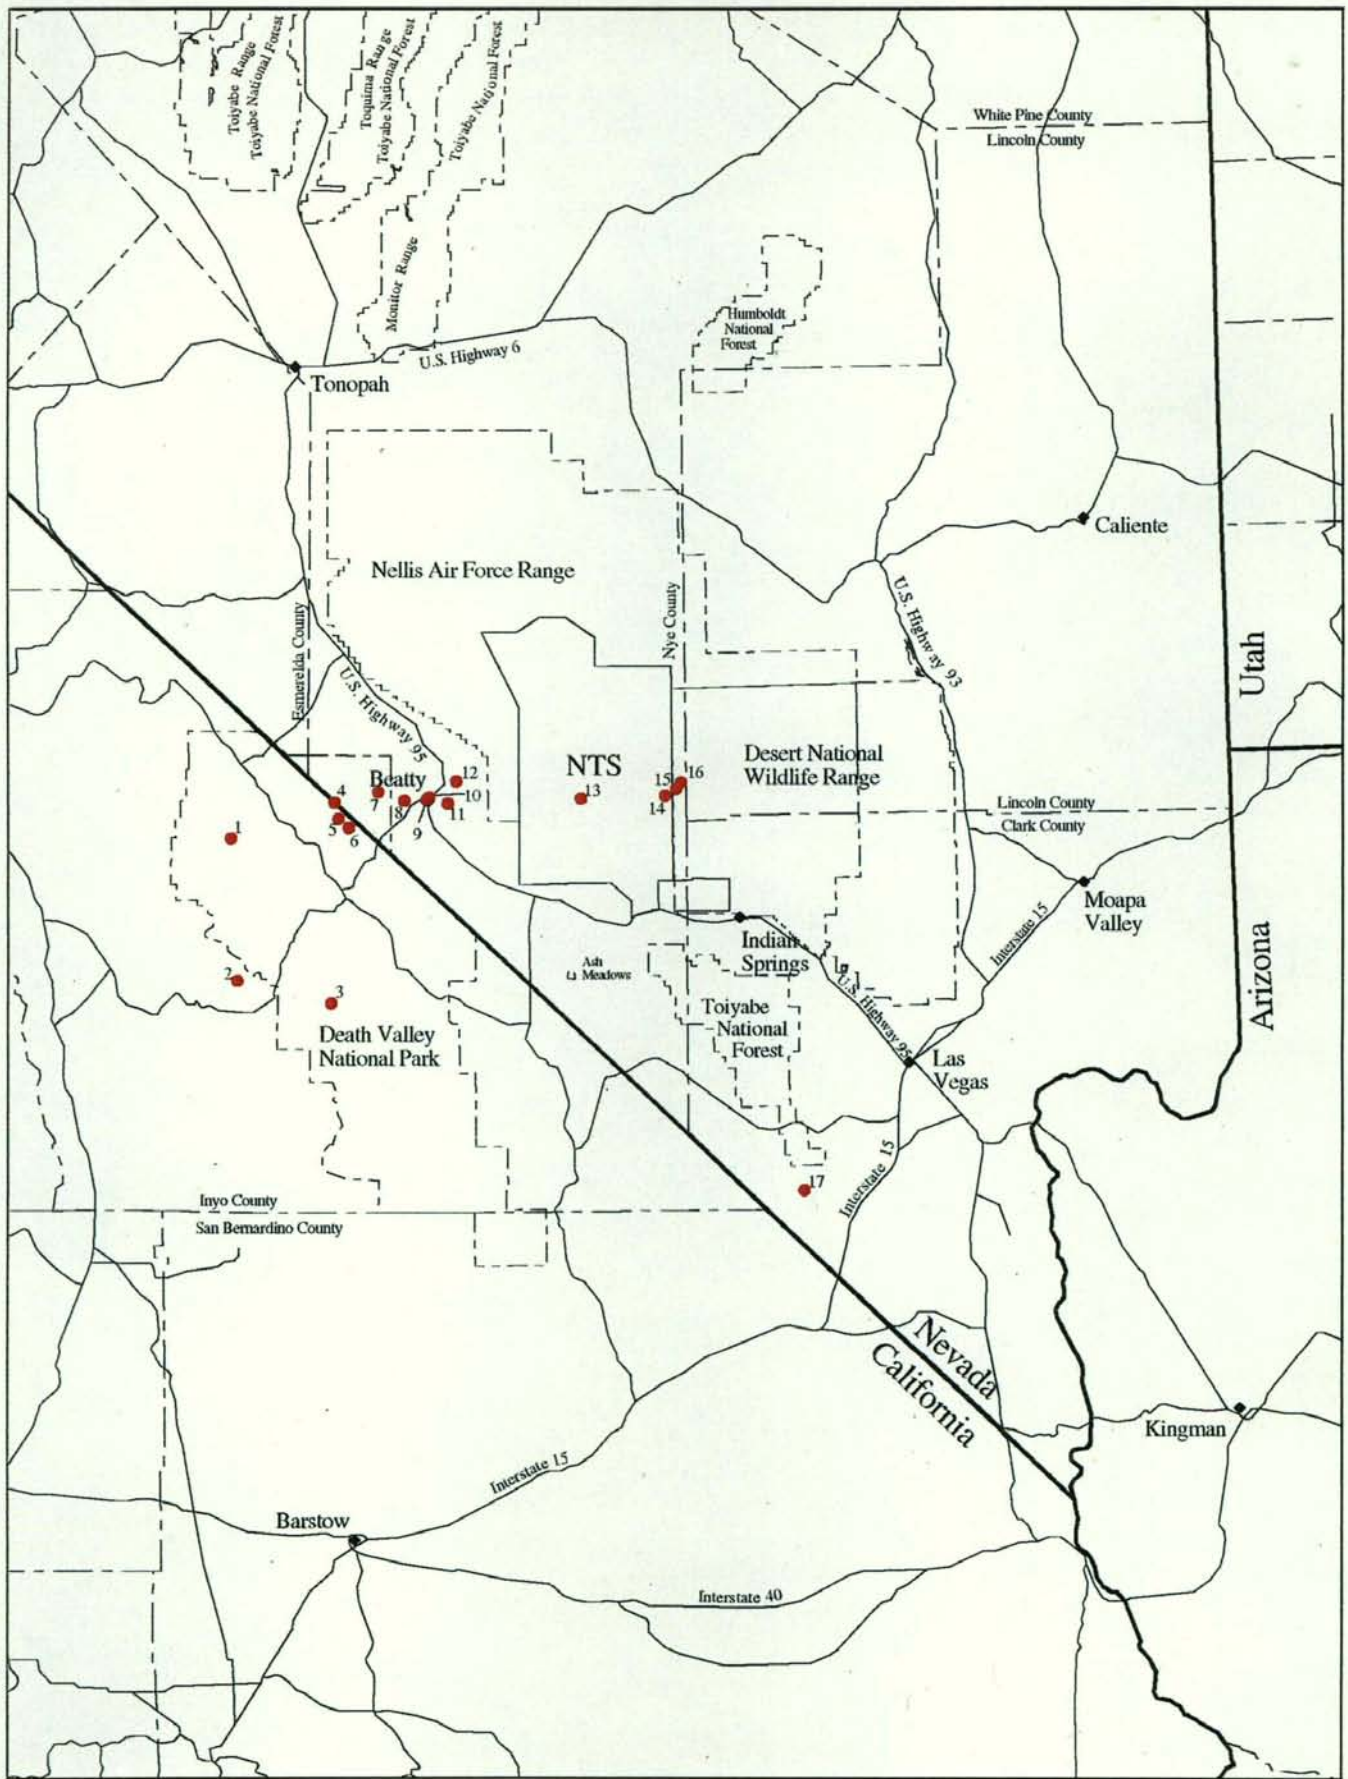 Toiyabe Range
Toiyabe National Forest
Toquima Range
Toiyabe National Forest
Toiyabe National Forest
Monitor Range
White Pine County
Lincoln County
Humboldt
National
Forest
U.S. Highway 6
Tonopah
Caliente
Nellis Air Force Range
Esmerelda County
Nye County
U.S. Highway 93
U.S. Highway 95
Utah
Arizona
NTS
Desert National
Wildlife Range
Beatty
12
16
15
4
7
10
13
14
8
11
5
9
6
1
Lincoln County
Clark County
Moapa
Valley
Interstate 15
Indian
Springs
Ash
Meadows
2
3
Death Valley
National Park
Toiyabe
National
Forest
U.S. Highway 95
Las
Vegas
17
Interstate 15
Inyo County
San Bernardino County
Nevada
California
Kingman
Interstate 15
Barstow
Interstate 40